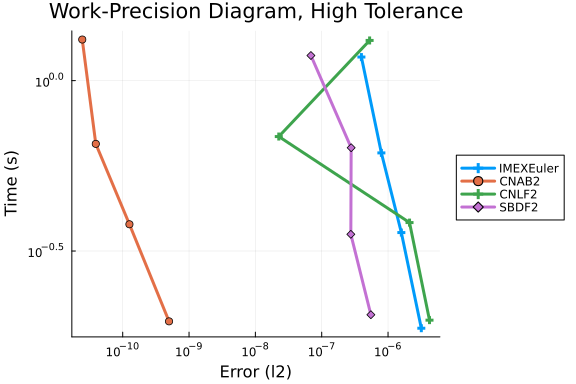 Work-Precision Diagram, High Tolerance
Time (s)
10^0.0
10^-0.5
10^-10
10^-9
10^-8
10^-7
10^-6
Error (l2)
IMEXEuler
CNAB2
CNLF2
SBDF2